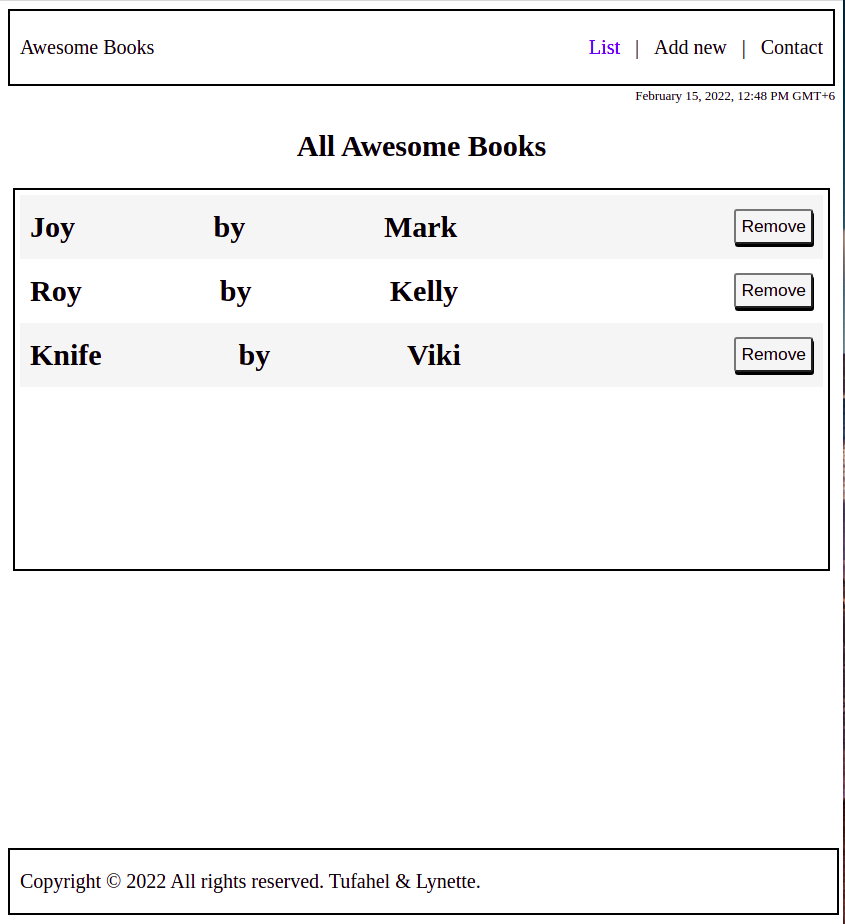 Awesome Books List | Add new | Contact
February 15, 2022, 12:48 PM GMT+6
All Awesome Books
Joy by Mark Remove
Roy by Kelly Remove
Knife by Viki Remove
Copyright © 2022 All rights reserved. Tufahel & Lynette.